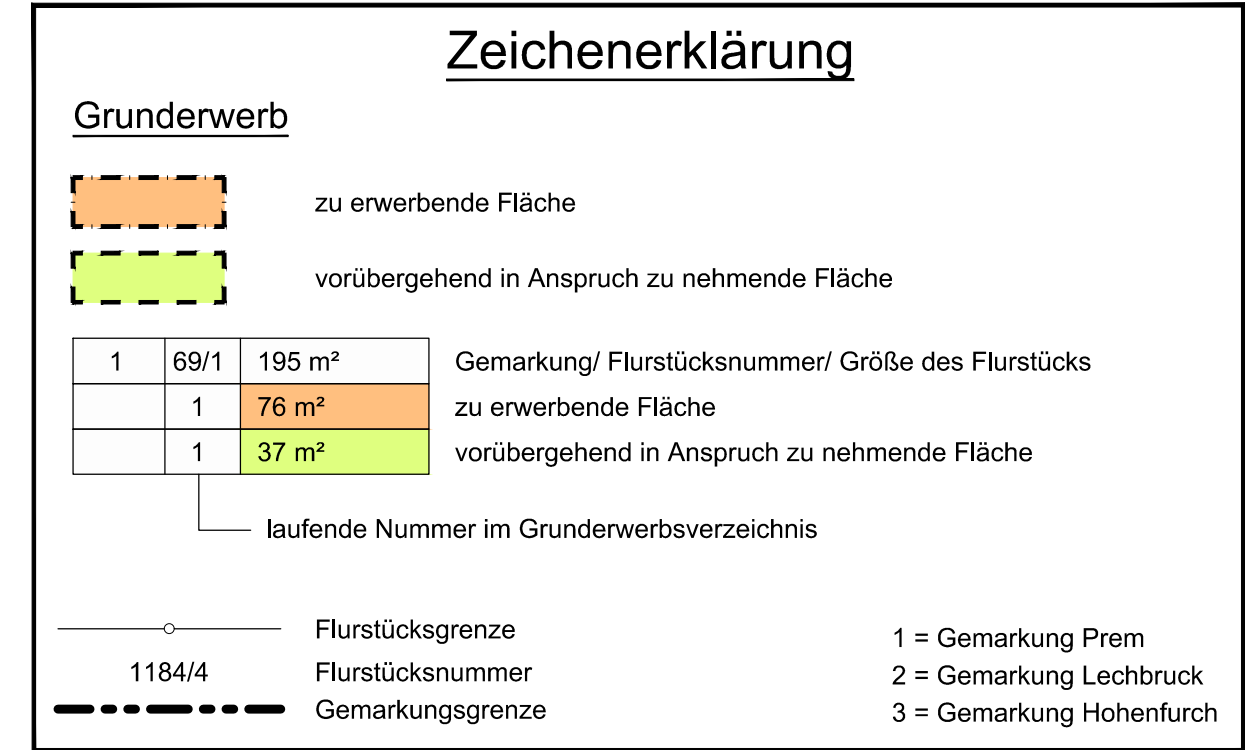 Zeichenerklärung
Grunderwerb
zu erwerbende Fläche
vorübergehend in Anspruch zu nehmende Fläche
1 69/1 195 m² Gemarkung/ Flurstücksnummer/ Größe des Flurstücks
1 76 m² zu erwerbende Fläche
1 37 m² vorübergehend in Anspruch zu nehmende Fläche
laufende Nummer im Grunderwerbsverzeichnis
Flurstücksgrenze
1184/4 Flurstücksnummer
Gemarkungsgrenze
1 = Gemarkung Prem
2 = Gemarkung Lechbruck
3 = Gemarkung Hohenfurch